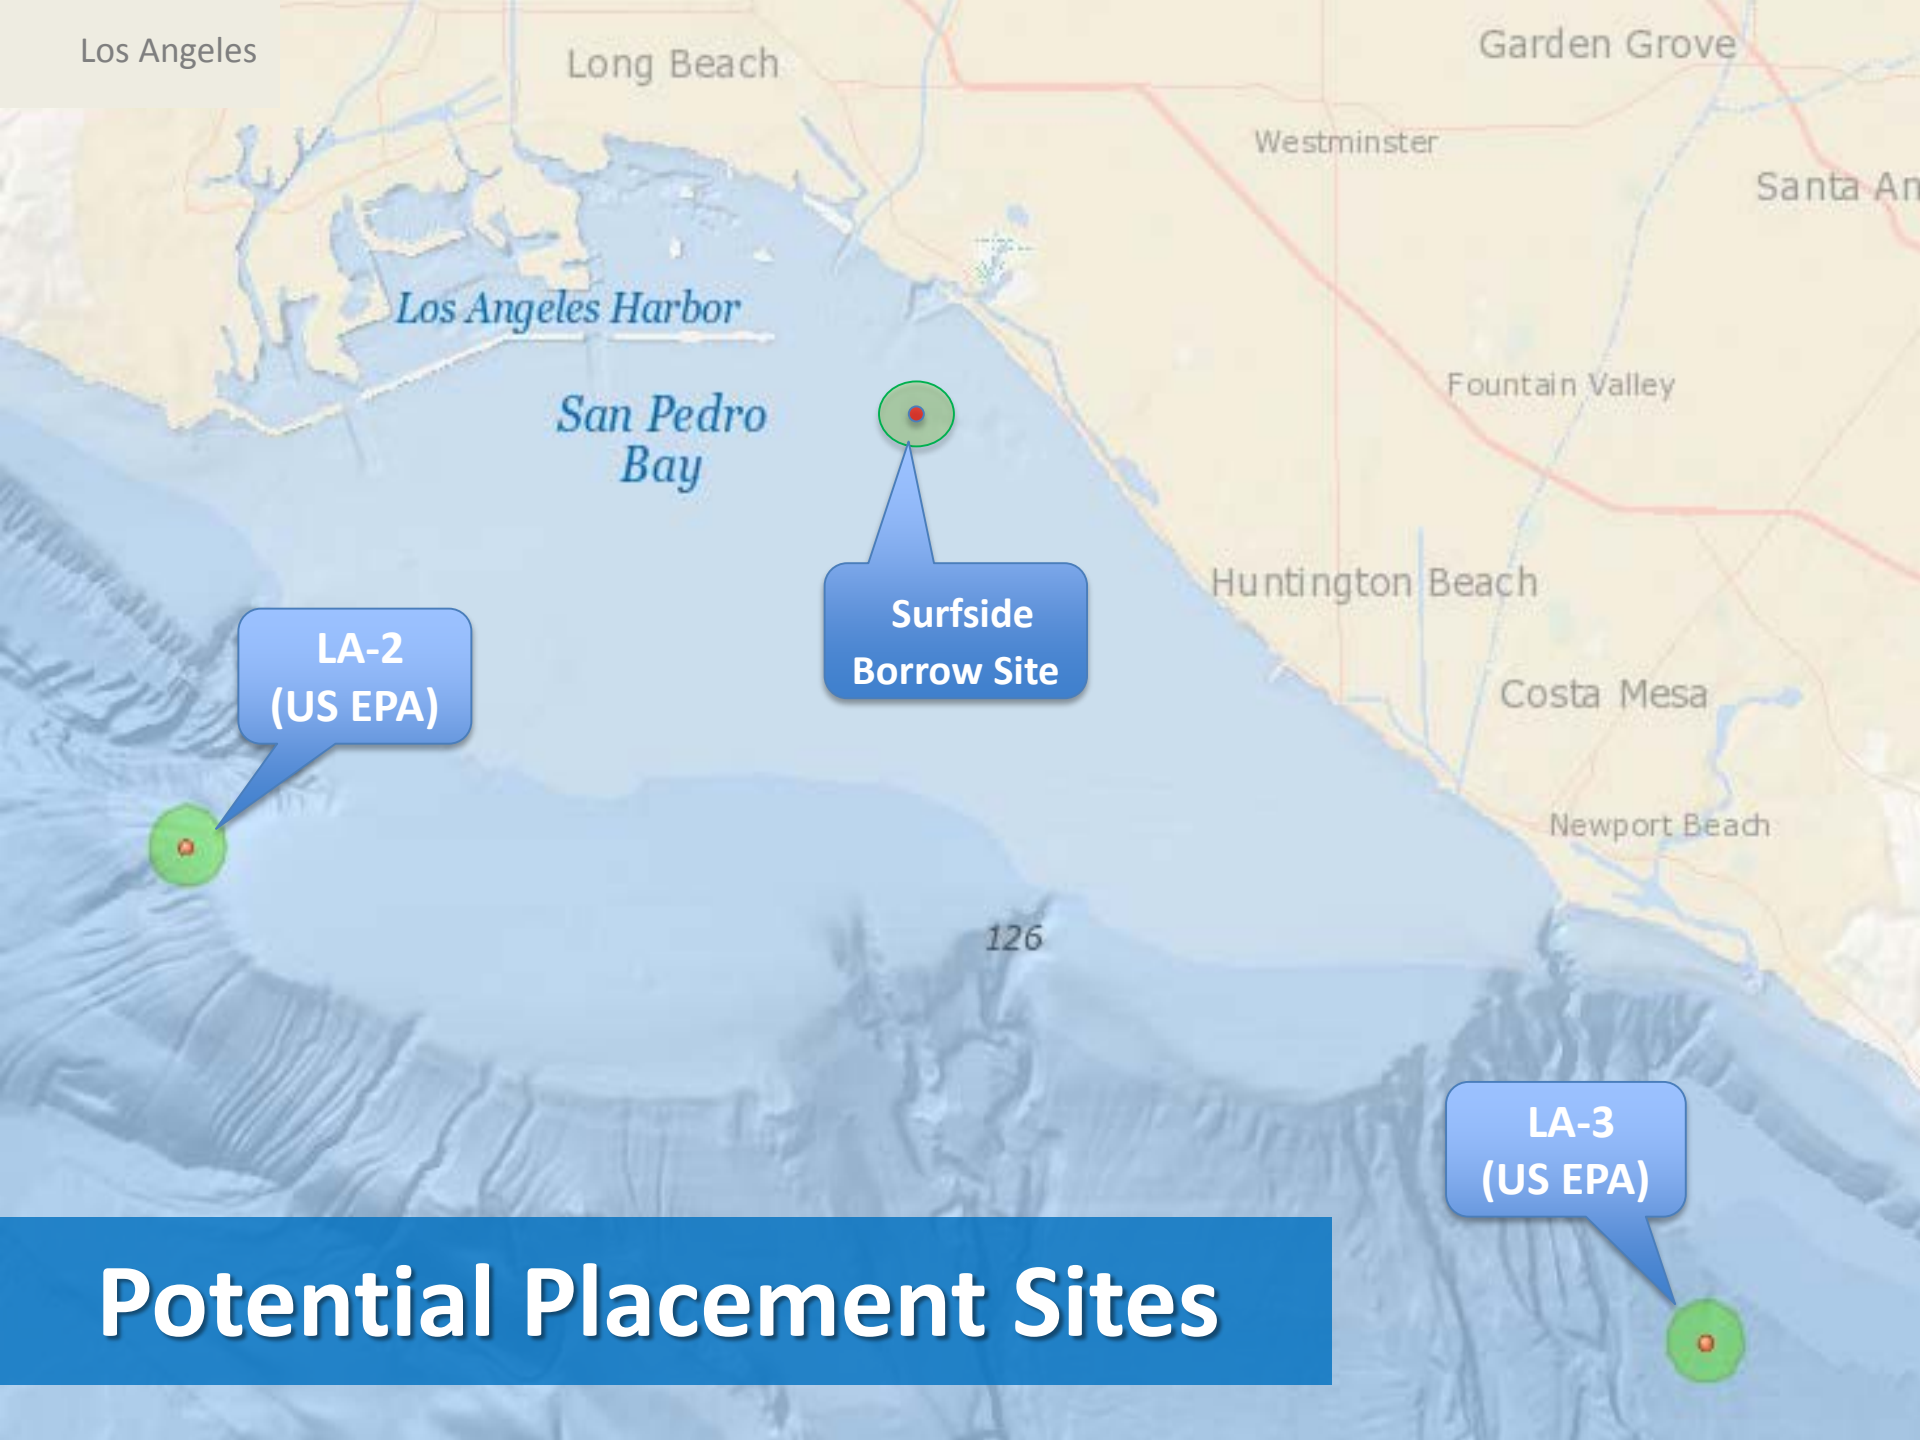 Los Angeles
Long Beach
Garden Grove
Westminster
Santa An
Los Angeles Harbor
San Pedro
Bay
Fountain Valley
Huntington Beach
Surfside
Borrow Site
LA-2
(US EPA)
Costa Mesa
Newport Beach
126
LA-3
(US EPA)
Potential Placement Sites